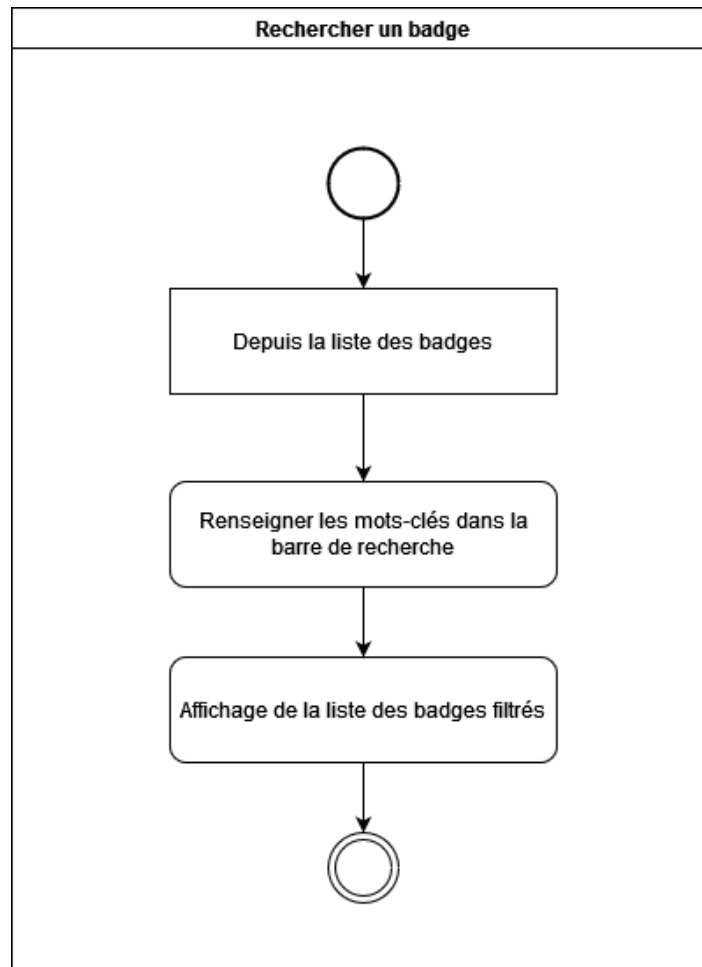 Rechercher un badge
Depuis la liste des badges
Renseigner les mots-clés dans la
barre de recherche
Affichage de la liste des badges filtrés